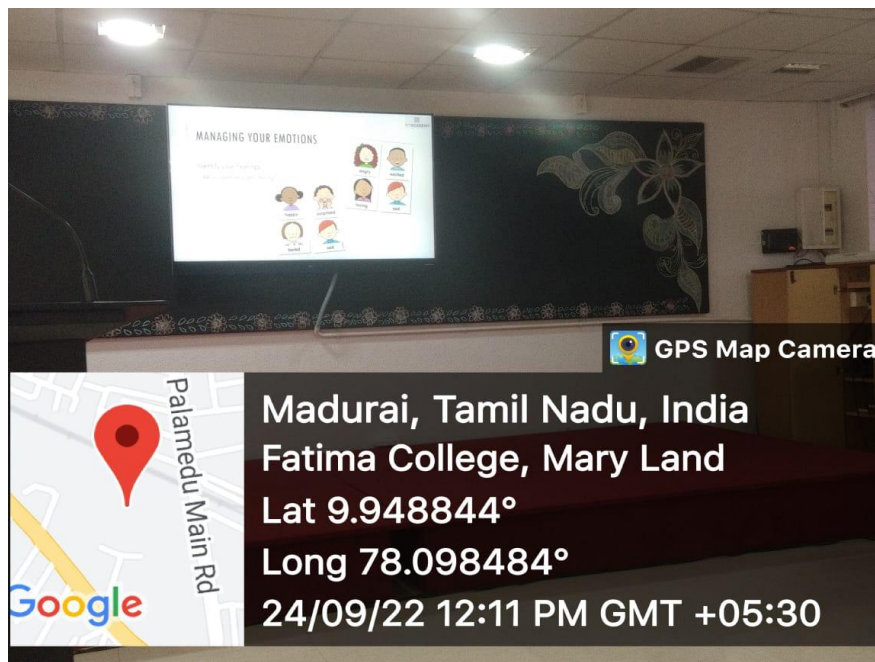 MANAGING YOUR EMOTIONS
angry
excited
happy
surprised
sad
sad
GPS Map Camera
Palamedu Main Rd
Google
Madurai, Tamil Nadu, India
Fatima College, Mary Land
Lat 9.948844°
Long 78.098484°
24/09/22 12:11 PM GMT +05:30